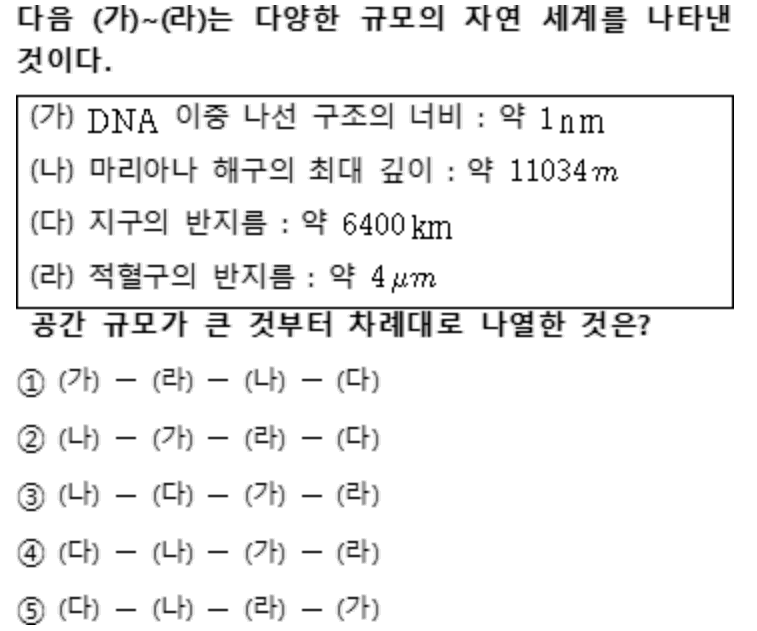 다음 (가)~(라)는 다양한 규모의 자연 세계를 나타낸
것이다.
(가) DNA 이중 나선 구조의 너비 : 약 1nm
(나) 마리아나 해구의 최대 깊이 : 약 11034m
(다) 지구의 반지름 : 약 6400km
(라) 적혈구의 반지름 : 약 4μm
공간 규모가 큰 것부터 차례대로 나열한 것은?
① (가) － (라) － (나) － (다)
② (나) － (가) － (라) － (다)
③ (나) － (다) － (가) － (라)
④ (다) － (나) － (가) － (라)
⑤ (다) － (나) － (라) － (가)